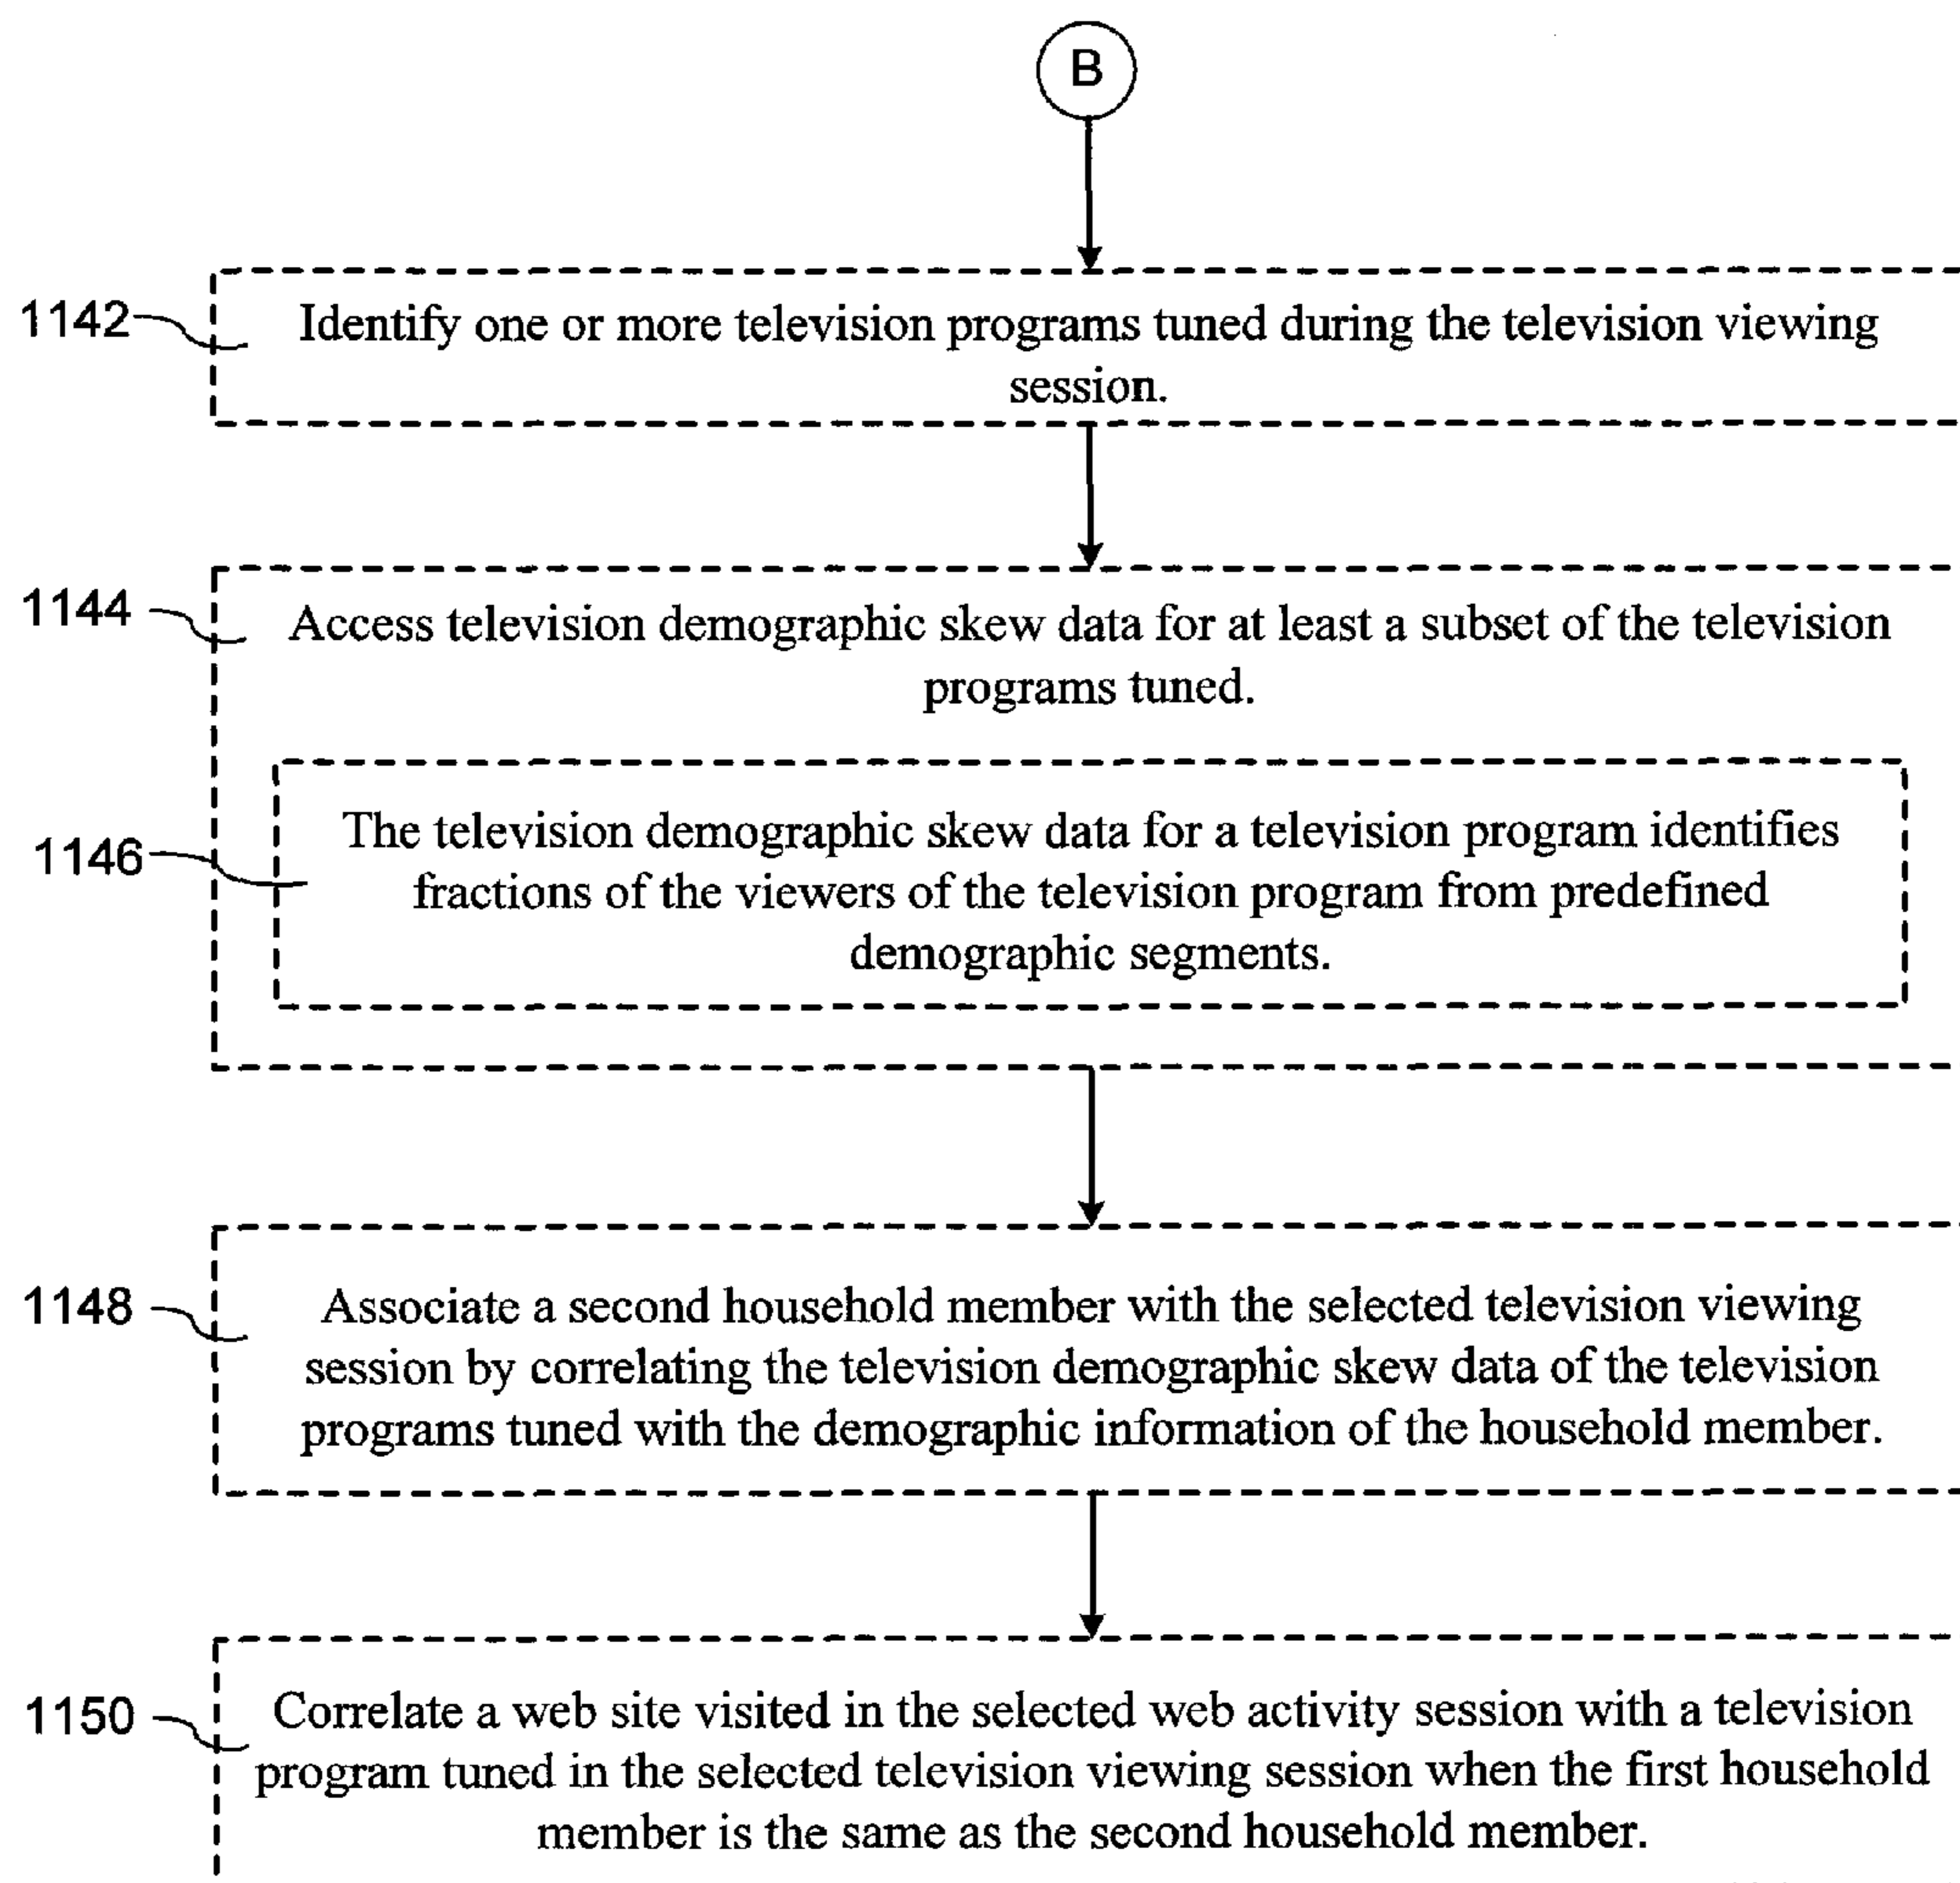 B
1142
Identify one or more television programs tuned during the television viewing
session.
1144
Access television demographic skew data for at least a subset of the television
programs tuned.
1146
The television demographic skew data for a television program identifies
fractions of the viewers of the television program from predefined
demographic segments.
1148
Associate a second household member with the selected television viewing
session by correlating the television demographic skew data of the television
programs tuned with the demographic information of the household member.
1150
Correlate a web site visited in the selected web activity session with a television
program tuned in the selected television viewing session when the first household
member is the same as the second household member.